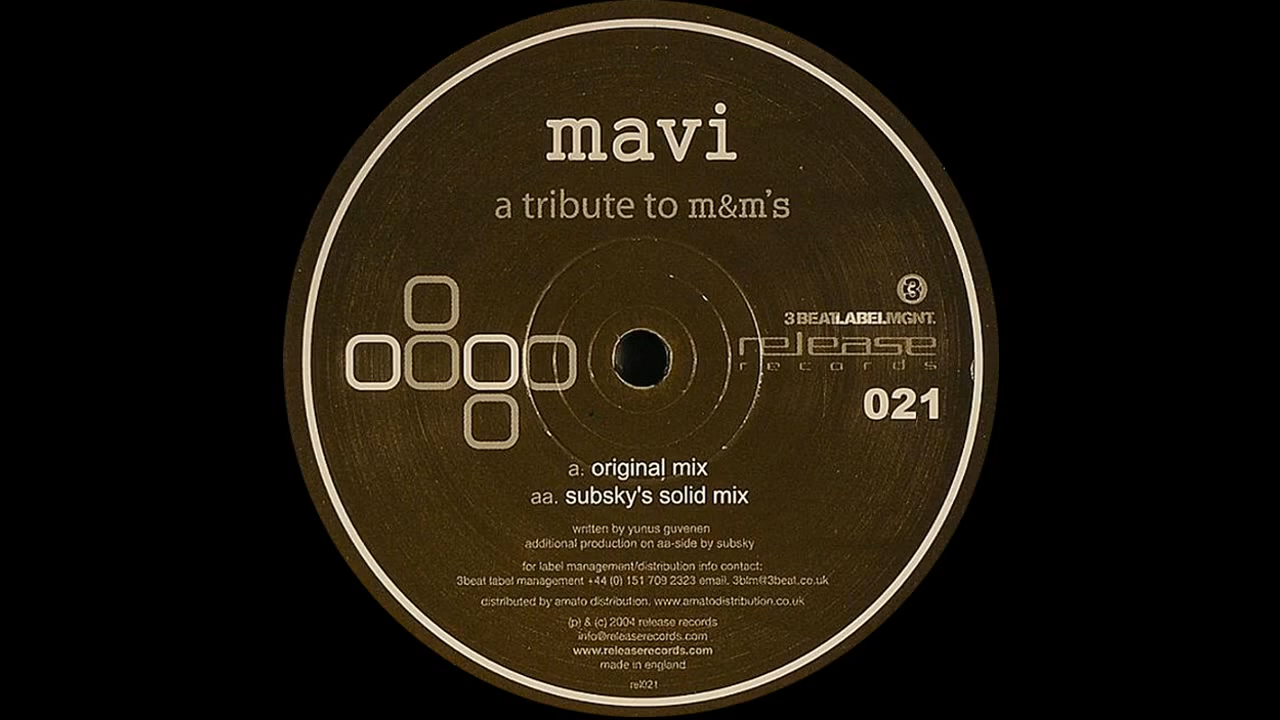 mavi
a tribute to m&m's
3
3 BEAT LABEL MGNT.
release
records
021
a. original mix
aa. subsky's solid mix
written by yunus guvenen
additional production on aa-side by subsky
for label management/distribution info contact:
3beat label management +44 (0) 151 709 2323 email. 3blm@3beat.co.uk
distributed by amato distribution. www.amatodistribution.co.uk
(p) & (c) 2004 release records
info@releaserecords.com
www.releaserecords.com
made in england
rel021